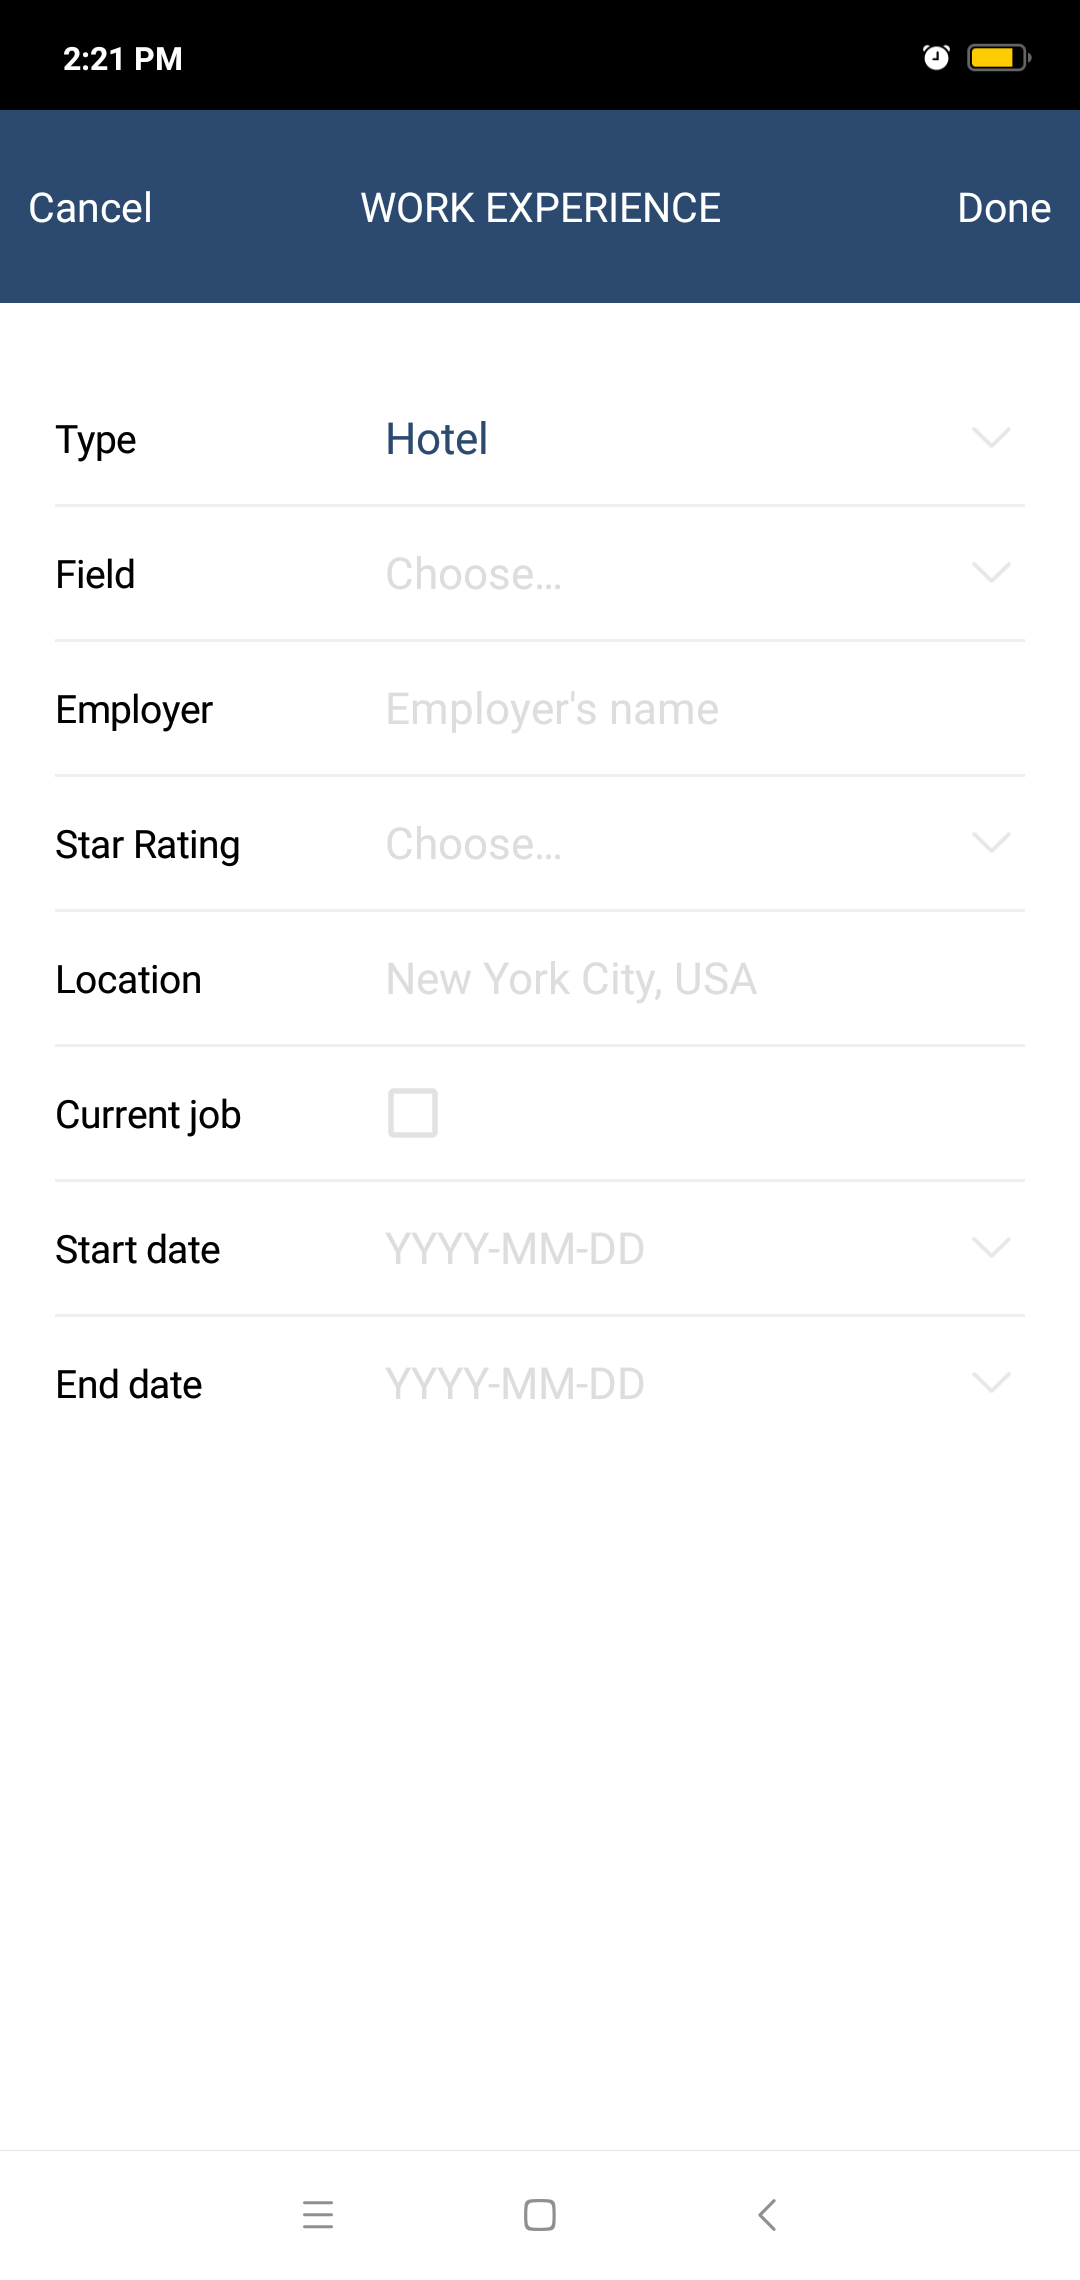 2:21 PM
Cancel WORK EXPERIENCE Done
Type Hotel
Field Choose...
Employer Employer's name
Star Rating Choose...
Location New York City, USA
Current job
Start date YYYY-MM-DD
End date YYYY-MM-DD